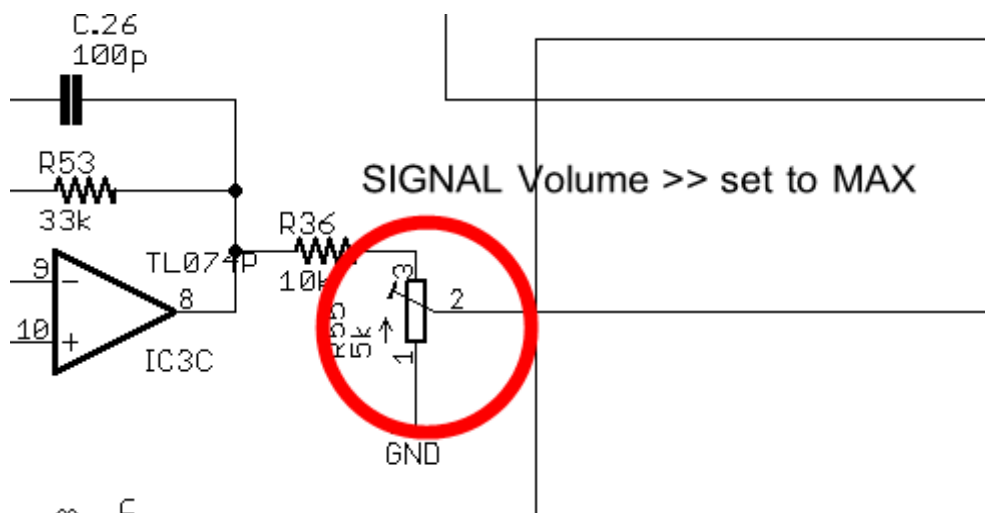 C.26
100p
R53
33k
SIGNAL Volume >> set to MAX
R36
10k
TL074P
9
8
10
IC3C
3
2
5k
1
GND